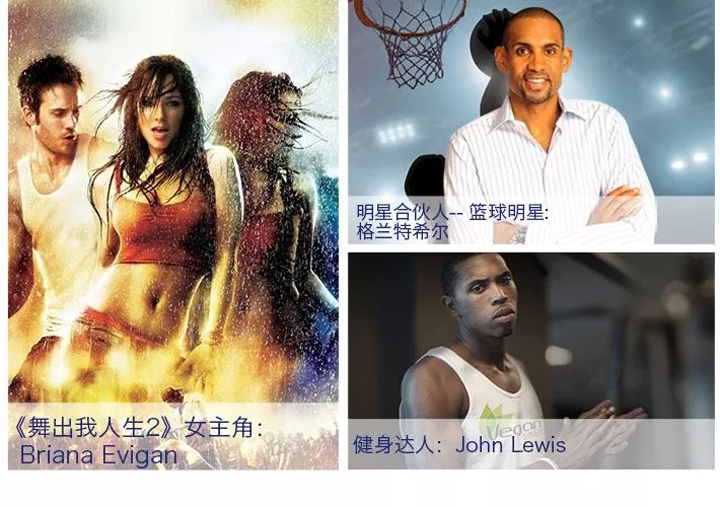 《舞出我人生2》女主角：
Briana Evigan
明星合伙人-- 篮球明星:
格兰特希尔
Vegan
健身达人：John Lewis